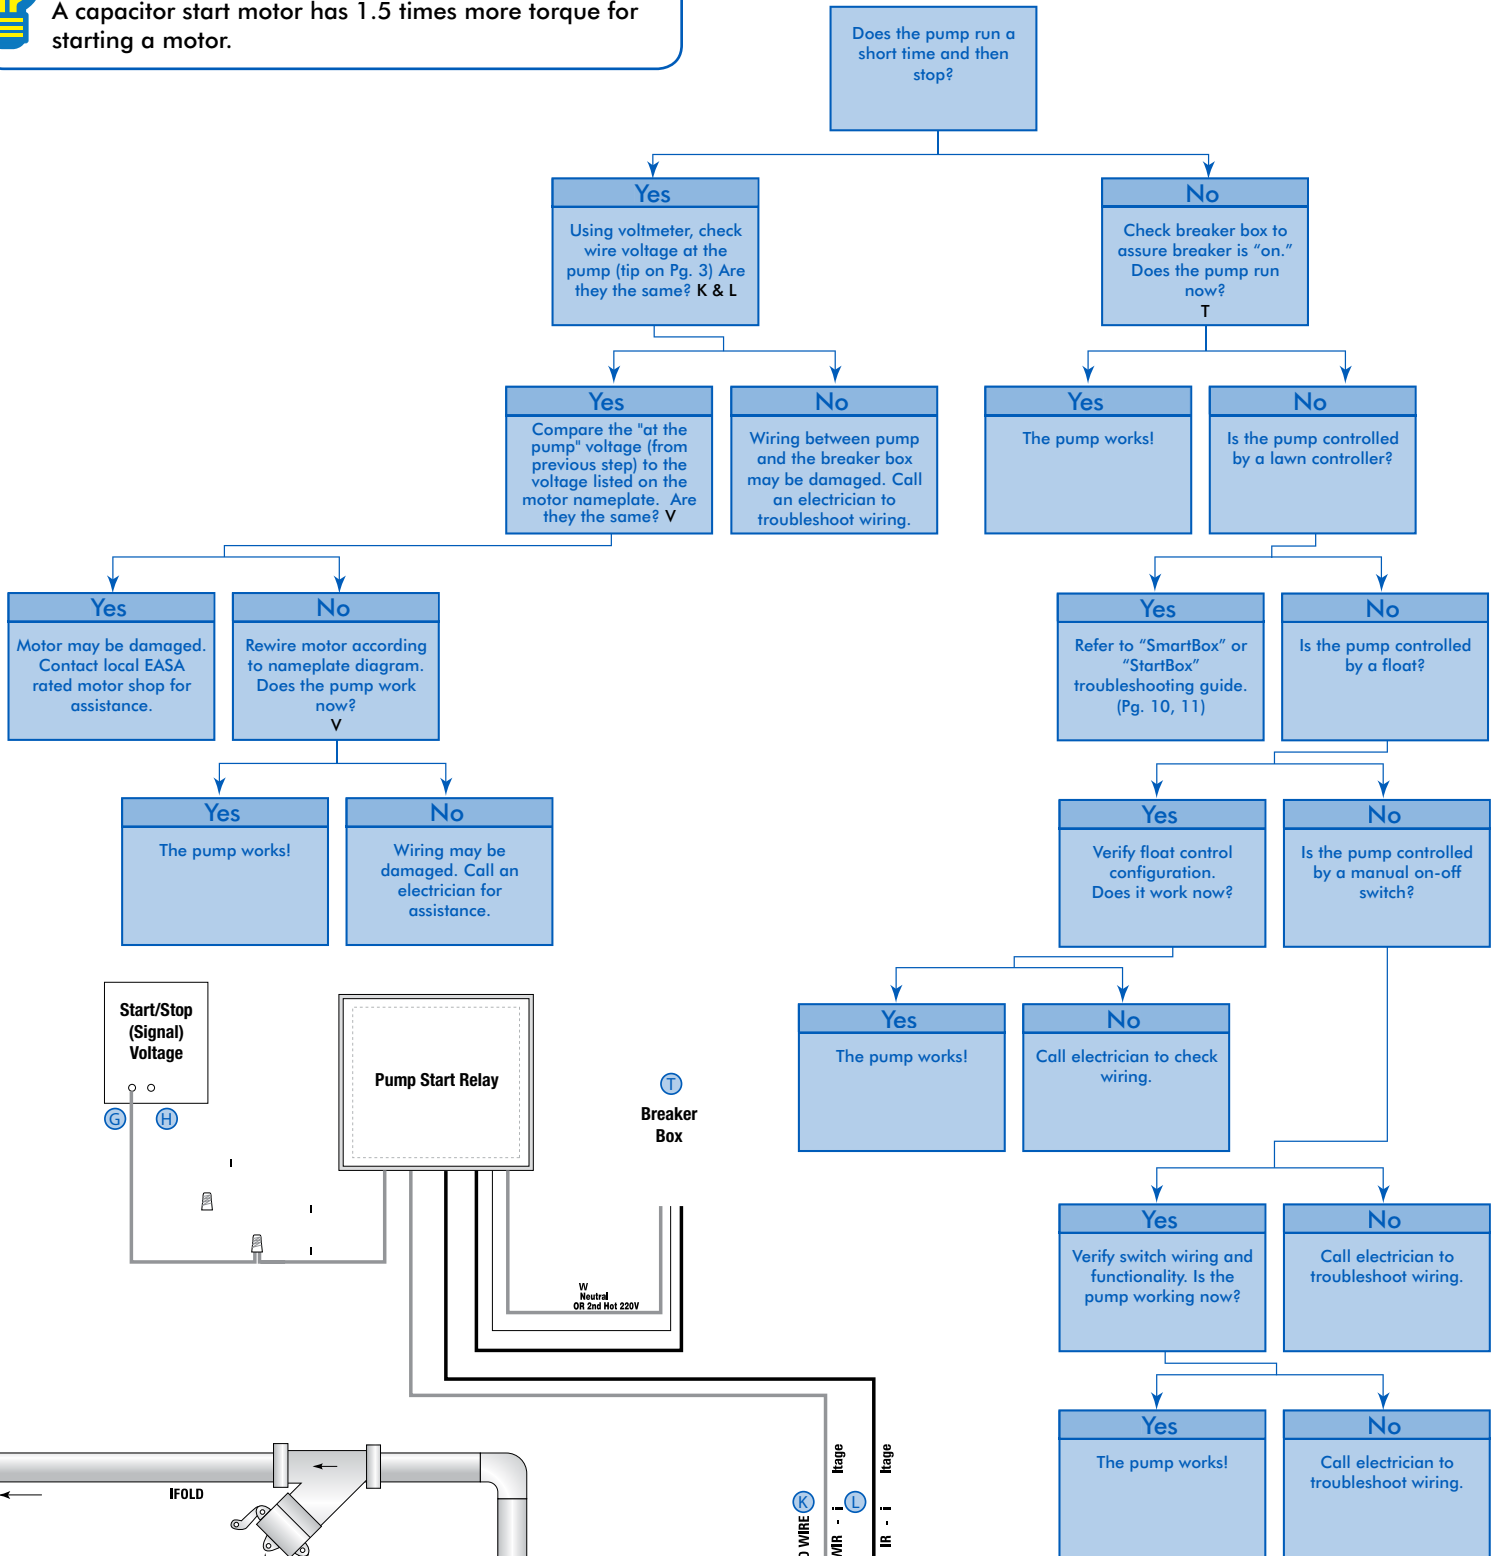 A capacitor start motor has 1.5 times more torque for
starting a motor.
Does the pump run a
short time and then
stop?
Yes
Using voltmeter, check
wire voltage at the
pump (tip on Pg. 3) Are
they the same? K & L
No
Check breaker box to
assure breaker is “on.”
Does the pump run
now?
T
Yes
Compare the "at the
pump" voltage (from
previous step) to the
voltage listed on the
motor nameplate. Are
they the same? V
No
Wiring between pump
and the breaker box
may be damaged. Call
an electrician to
troubleshoot wiring.
Yes
The pump works!
No
Is the pump controlled
by a lawn controller?
Yes
Motor may be damaged.
Contact local EASA
rated motor shop for
assistance.
No
Rewire motor according
to nameplate diagram.
Does the pump work
now?
V
Yes
Refer to “SmartBox” or
“StartBox”
troubleshooting guide.
(Pg. 10, 11)
No
Is the pump controlled
by a float?
Yes
The pump works!
No
Wiring may be
damaged. Call an
electrician for
assistance.
Yes
Verify float control
configuration.
Does it work now?
No
Is the pump controlled
by a manual on-off
switch?
Yes
The pump works!
No
Call electrician to check
wiring.
Yes
Verify switch wiring and
functionality. Is the
pump working now?
No
Call electrician to
troubleshoot wiring.
Yes
The pump works!
No
Call electrician to
troubleshoot wiring.
Start/Stop
(Signal)
Voltage
G H
Pump Start Relay
T
Breaker
Box
W
Neutral
OR 2nd Hot 220V
IFOLD
K
L
WIRE
ltage
ltage